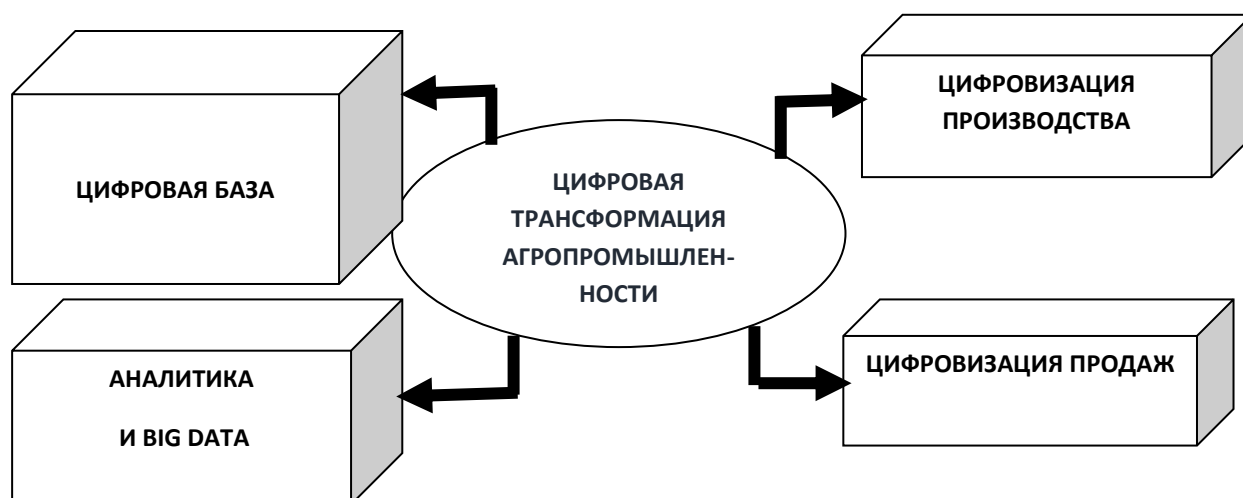 ЦИФРОВАЯ БАЗА
ЦИФРОВИЗАЦИЯ
ПРОИЗВОДСТВА
ЦИФРОВАЯ
ТРАНСФОРМАЦИЯ
АГРОПРОМЫШЛЕН-
НОСТИ
АНАЛИТИКА
И BIG DATA
ЦИФРОВИЗАЦИЯ ПРОДАЖ